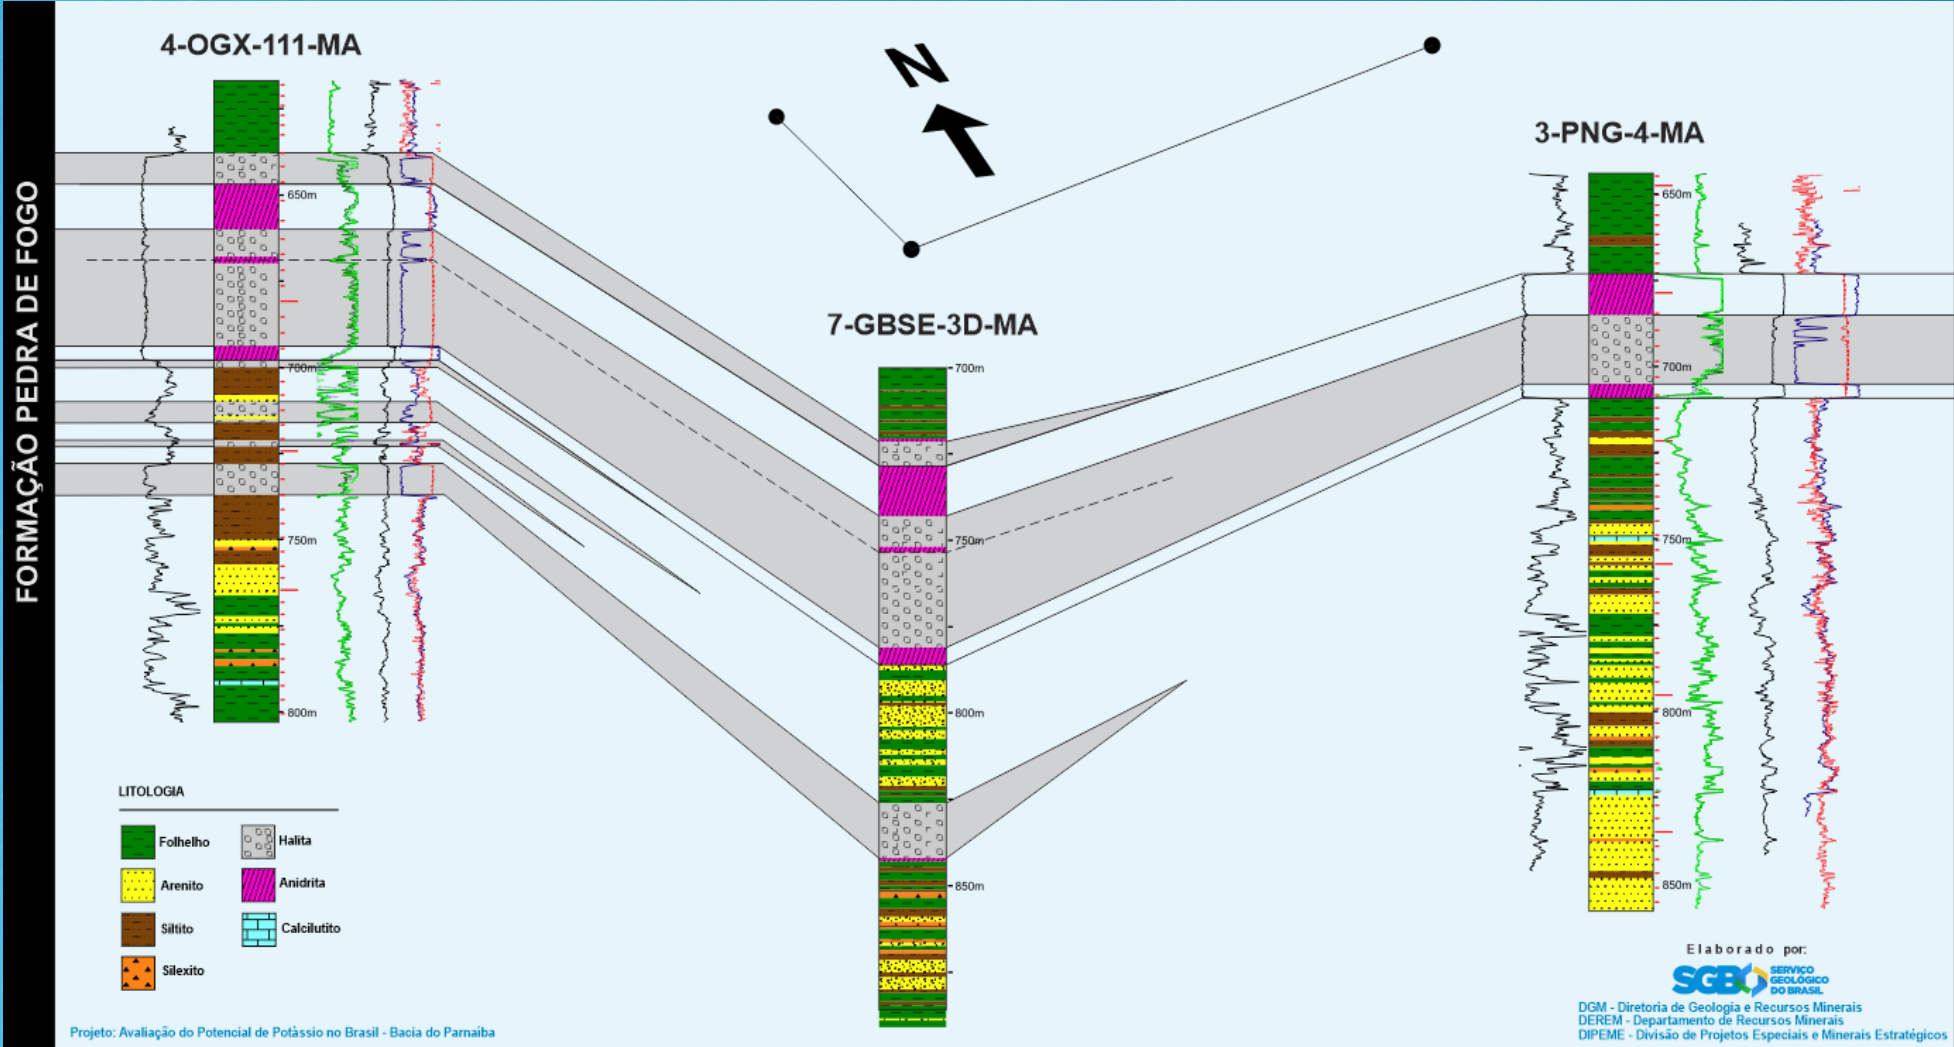 FORMAÇÃO PEDRA DE FOGO
4-OGX-111-MA
650m
700m
750m
800m
N
7-GBSE-3D-MA
700m
750m
800m
850m
3-PNG-4-MA
650m
700m
750m
800m
850m
LITOLOGIA
Folhelho
Halita
Arenito
Anidrita
Siltito
Calcilutito
Silexito
Projeto: Avaliação do Potencial de Potássio no Brasil - Bacia do Parnaíba
Elaborado por:
SGB
SERVIÇO
GEOLÓGICO
DO BRASIL
DGM - Diretoria de Geologia e Recursos Minerais
DEREM - Departamento de Recursos Minerais
DIPEME - Divisão de Projetos Especiais e Minerais Estratégicos